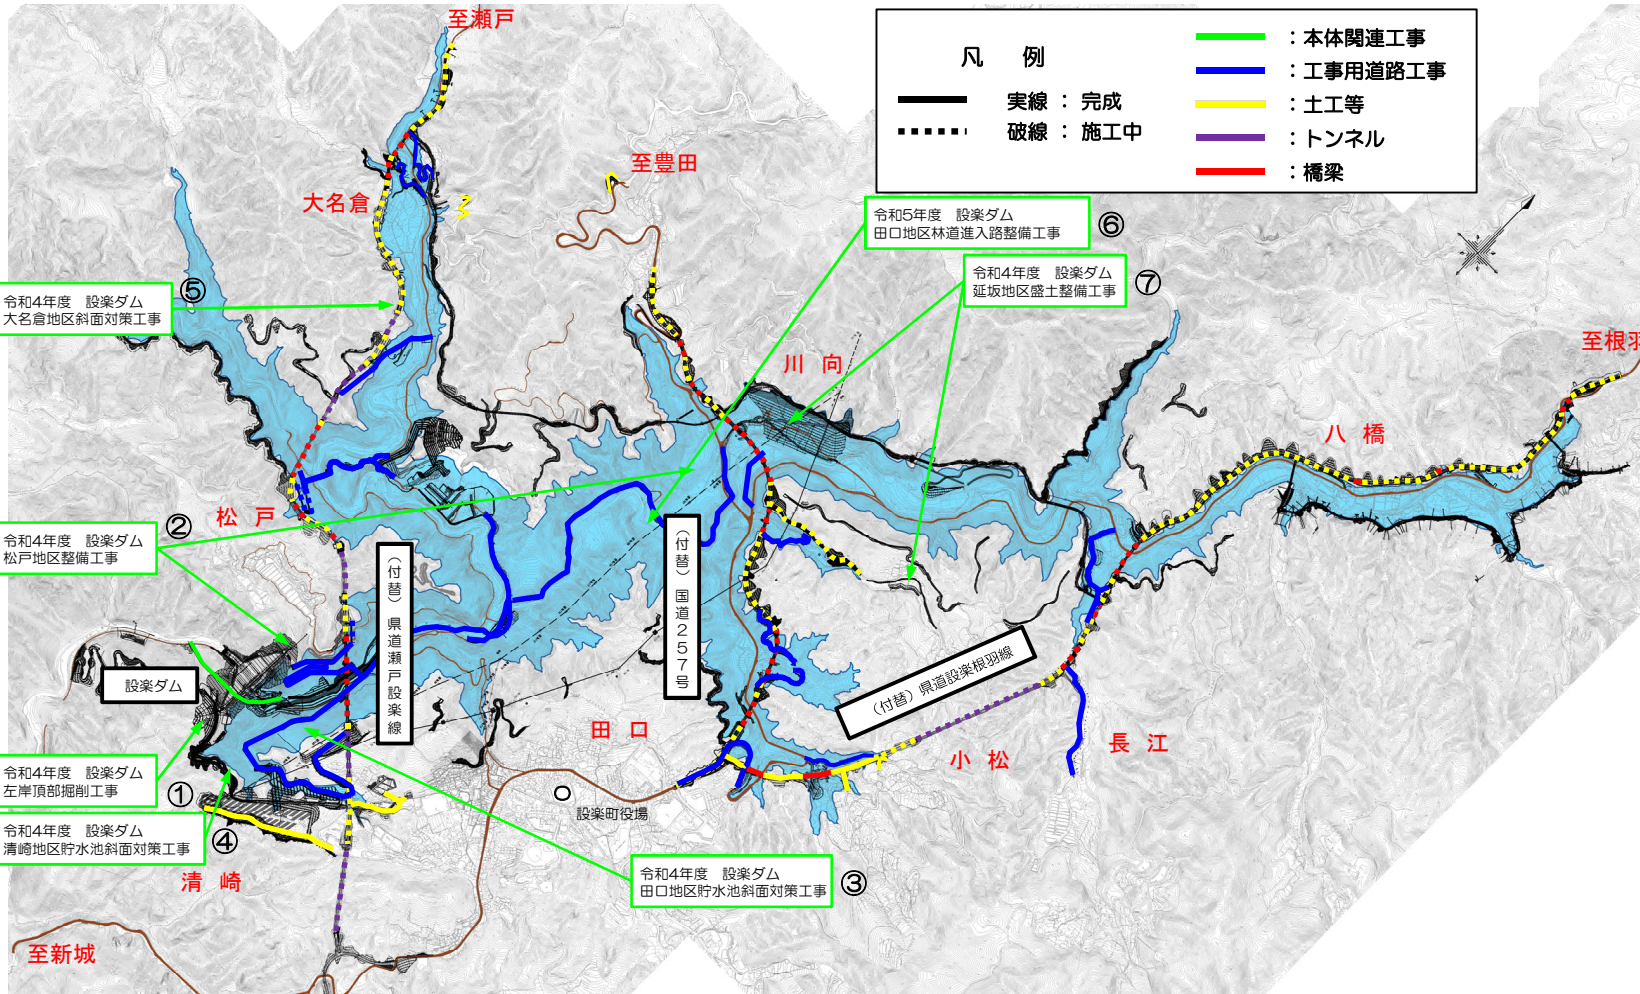 至瀬戸
凡 例
実線 : 完成
破線 : 施工中
: 本体関連工事
: 工事用道路工事
: 土工等
: トンネル
: 橋梁
至豊田
大名倉
令和5年度 設楽ダム
田口地区林道進入路整備工事
⑥
令和4年度 設楽ダム
延坂地区盛土整備工事
⑦
⑤
令和4年度 設楽ダム
大名倉地区斜面対策工事
川 向
至根羽
八 橋
松 戸
②
令和4年度 設楽ダム
松戸地区整備工事
(付替) 県道瀬戸設楽線
(付替) 国道257号
(付替) 県道設楽根羽線
設楽ダム
田 口
小 松
長 江
令和4年度 設楽ダム
左岸頂部掘削工事
①
設楽町役場
令和4年度 設楽ダム
清崎地区貯水池斜面対策工事
④
清 崎
令和4年度 設楽ダム
田口地区貯水池斜面対策工事
③
至新城